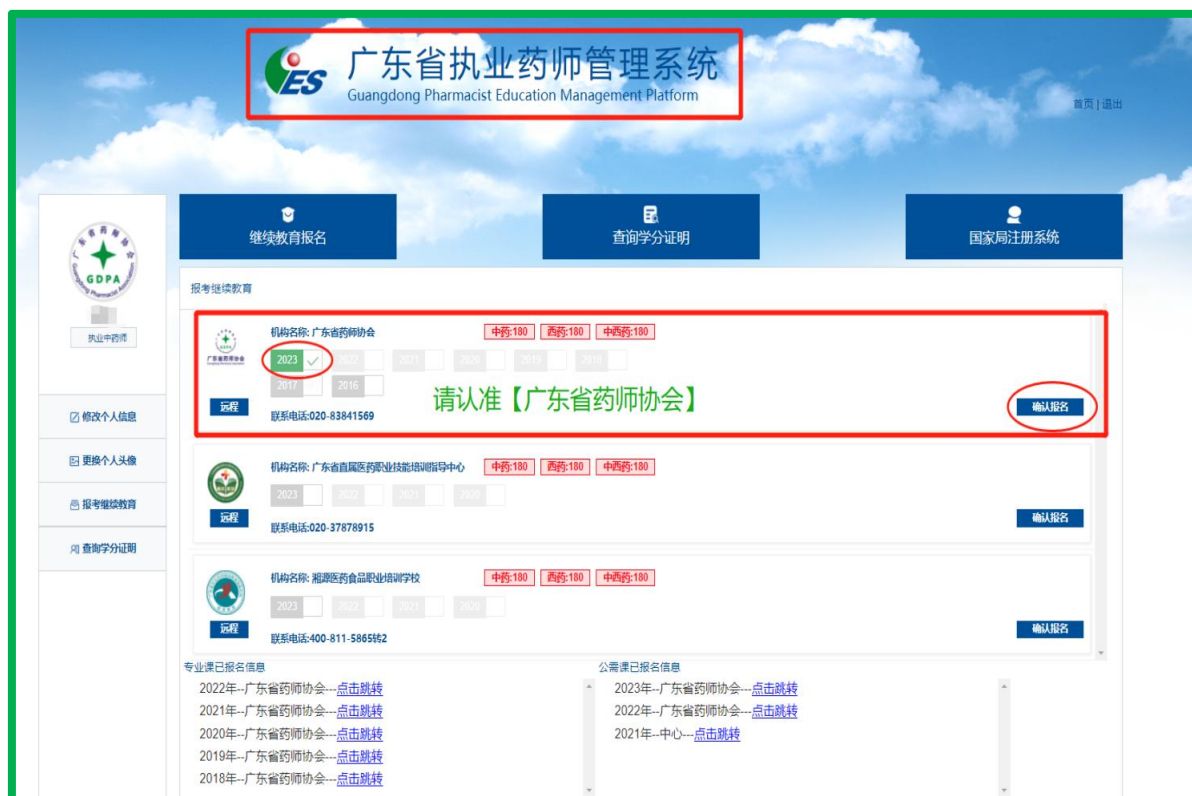 iES 广东省执业药师管理系统
Guangdong Pharmacist Education Management Platform
首页 | 退出
继续教育报名
查询学分证明
国家局注册系统
广东省药师协会
GDPA
Guangdong Pharmacist Association
执业中药师
修改个人信息
更换个人头像
报考继续教育
查询学分证明
报考继续教育
机构名称: 广东省药师协会 中药:180 西药:180 中西药:180
2023 2022 2021 2020 2019 2018
2017 2016
请认准【广东省药师协会】
远程
联系电话:020-83841569
确认报名
机构名称: 广东省直属医药职业技能培训指导中心 中药:180 西药:180 中西药:180
2023 2022 2021 2020
远程
联系电话:020-37878915
确认报名
机构名称: 湘源医药食品职业培训学校 中药:180 西药:180 中西药:180
2023 2022 2021 2020
远程
联系电话:400-811-5865转2
确认报名
专业课已报名信息
2022年--广东省药师协会---点击跳转
2021年--广东省药师协会---点击跳转
2020年--广东省药师协会---点击跳转
2019年--广东省药师协会---点击跳转
2018年--广东省药师协会---点击跳转
公需课已报名信息
2023年--广东省药师协会---点击跳转
2022年--广东省药师协会---点击跳转
2021年--中心---点击跳转